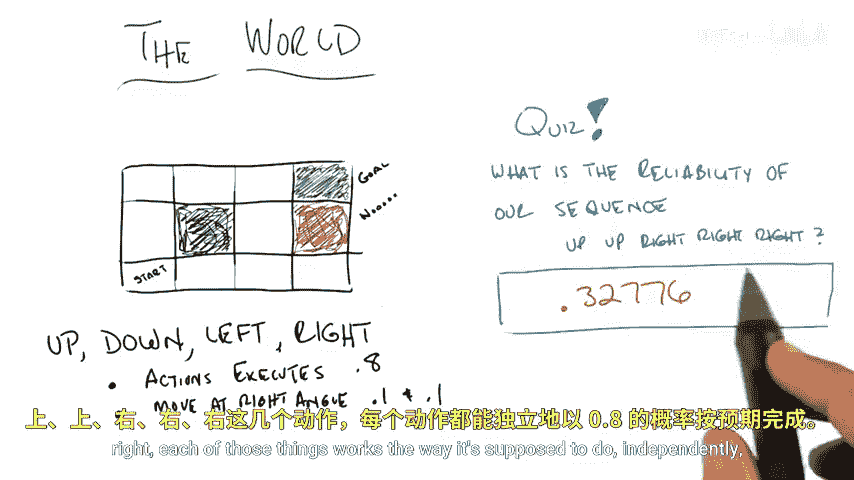 THE WORLD
QUIZ!
WHAT IS THE RELIABILITY OF
OUR SEQUENCE
UP UP RIGHT RIGHT RIGHT?
.32776
GOAL
START
UP, DOWN, LEFT, RIGHT
• ACTIONS EXECUTES .8
MOVE AT RIGHT ANGLE .1 & .1
上、上、右、右、右这几个动作，每个动作都能独立地以 0.8 的概率按预期完成。
right, each of those things works the way it's supposed to do, independently,